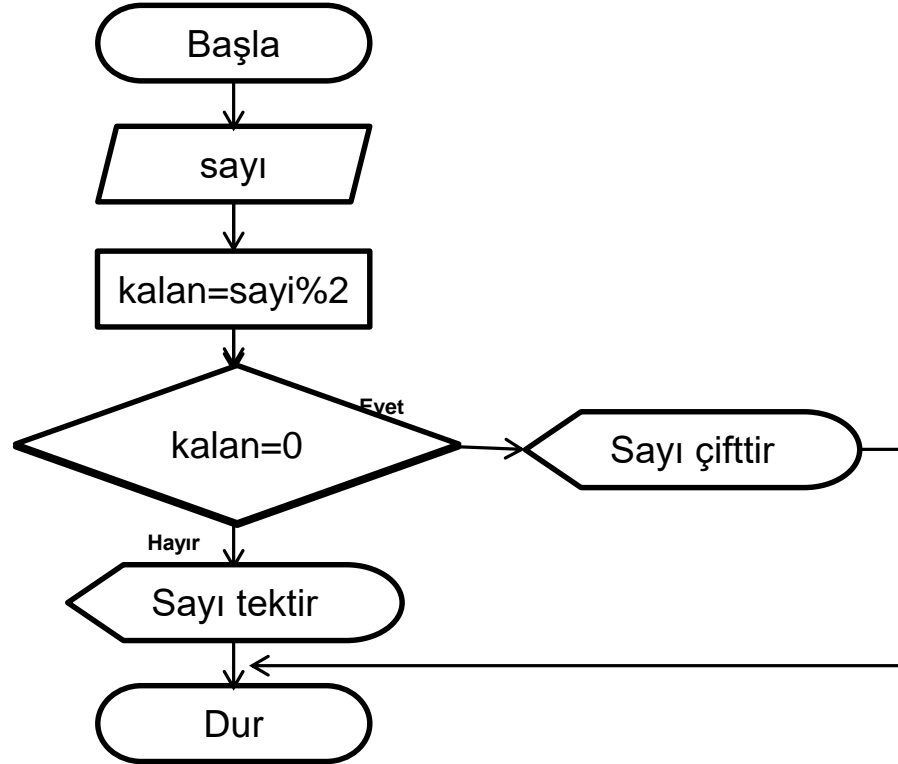 Başla
sayı
kalan=sayi%2
Evet
kalan=0
Sayı çifttir
Hayır
Sayı tektir
Dur